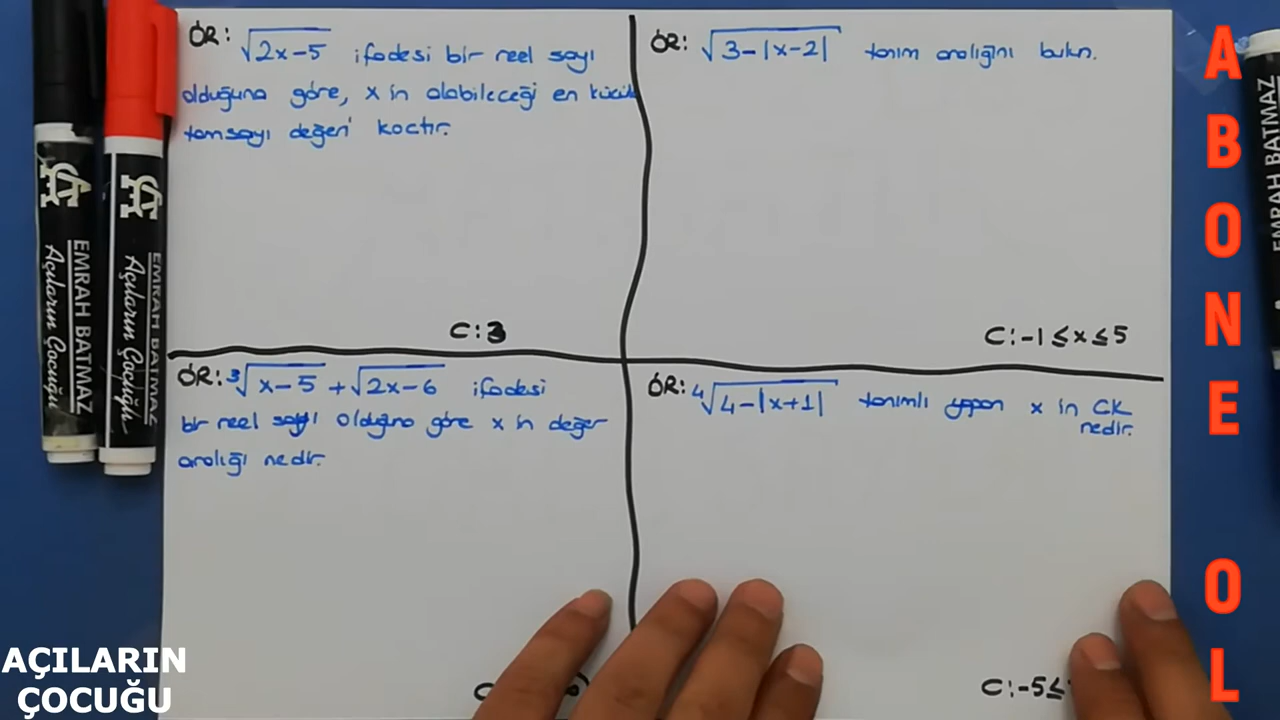 ÖR: √2x-5 ifadesi bir reel sayı
olduğuna göre, x in alabileceği en küçük
tamsayı değeri kaçtır.
C:3
ÖR: √3-|x-2| tanım aralığını bulun.
C:-1≤x≤5
ÖR: ³√x-5 + √2x-6 ifadesi
bir reel sayı olduğuna göre x in değer
aralığı nedir.
ÖR: ⁴√4-|x+1| tanımlı yapan x in ÇK
nedir.
C:-5≤
EMRAH BATMAZ
Açıların Çocuğu
EMRAH BATMAZ
Açıların Çocuğu
EMRAH BATMAZ
ABONE
OL
AÇILARIN
ÇOCUĞU